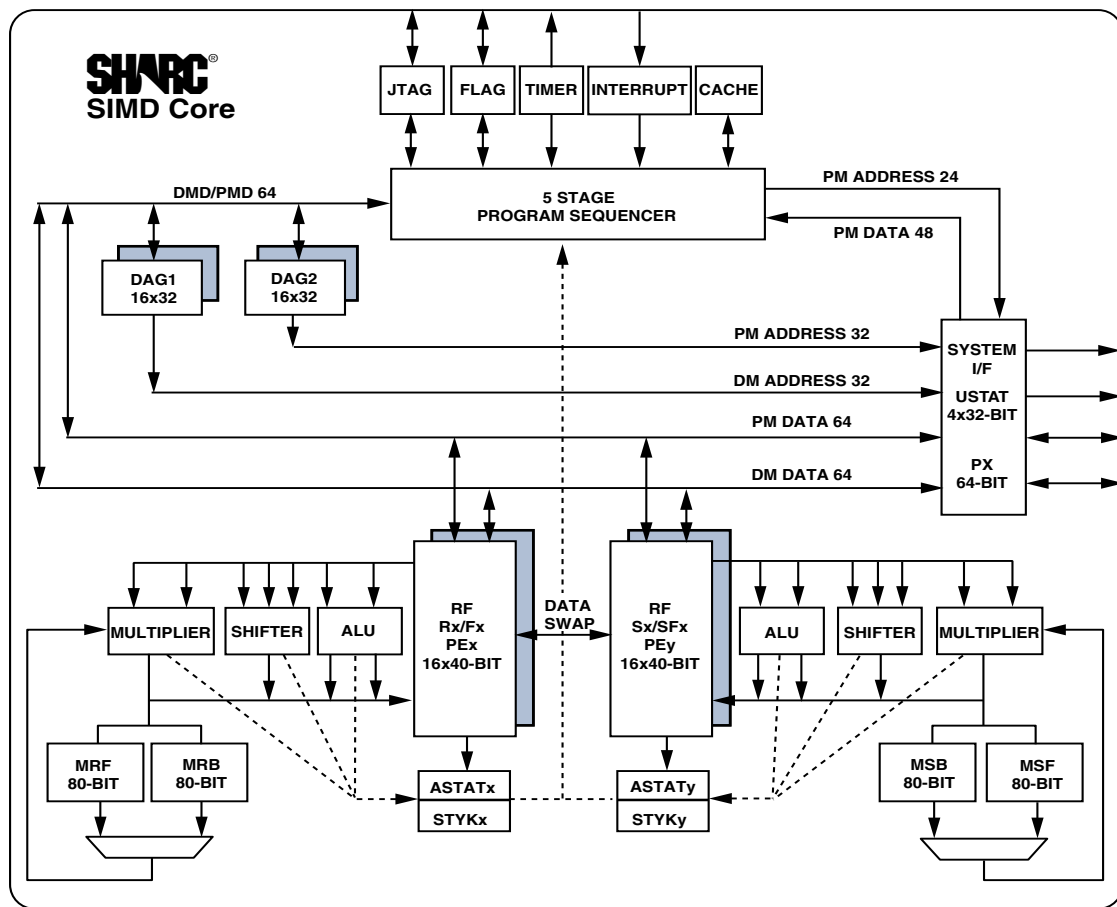 SHARC®
SIMD Core
JTAG
FLAG
TIMER
INTERRUPT
CACHE
DMD/PMD 64
5 STAGE
PROGRAM SEQUENCER
PM ADDRESS 24
PM DATA 48
DAG1
16x32
DAG2
16x32
PM ADDRESS 32
SYSTEM
I/F
DM ADDRESS 32
USTAT
4x32-BIT
PM DATA 64
PX
64-BIT
DM DATA 64
MULTIPLIER
SHIFTER
ALU
RF
Rx/Fx
PEx
16x40-BIT
DATA
SWAP
RF
Sx/SFx
PEy
16x40-BIT
ALU
SHIFTER
MULTIPLIER
MRF
80-BIT
MRB
80-BIT
ASTATx
STYKx
ASTATy
STYKy
MSB
80-BIT
MSF
80-BIT